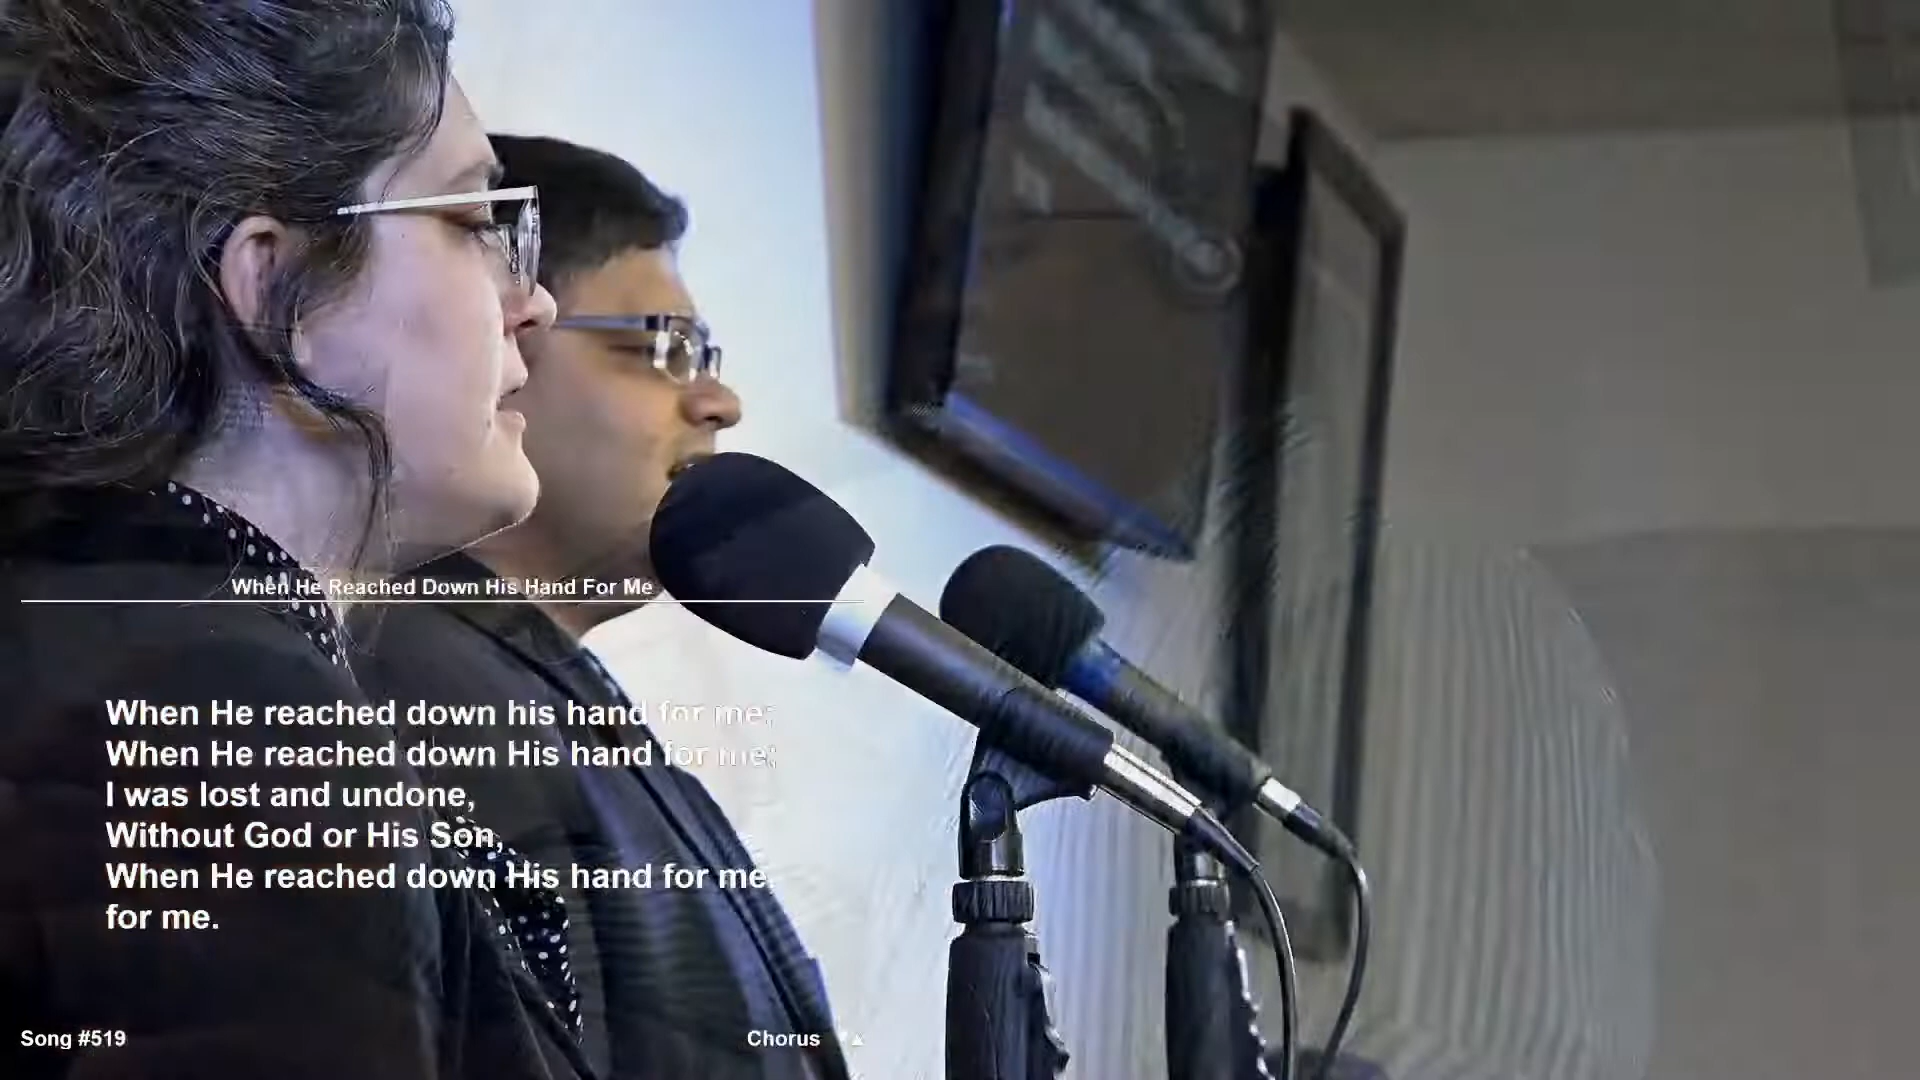 When He Reached Down His Hand For Me
When He reached down his hand for me;
When He reached down His hand for me;
I was lost and undone,
Without God or His Son,
When He reached down His hand for me,
for me.
Song #519
Chorus